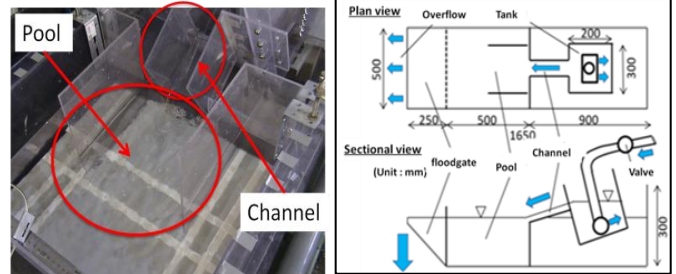 Pool
Channel
Plan view
Overflow
Tank
200
500
300
250
500
900
1650
Sectional view
(Unit : mm)
floodgate
Pool
Channel
Valve
300